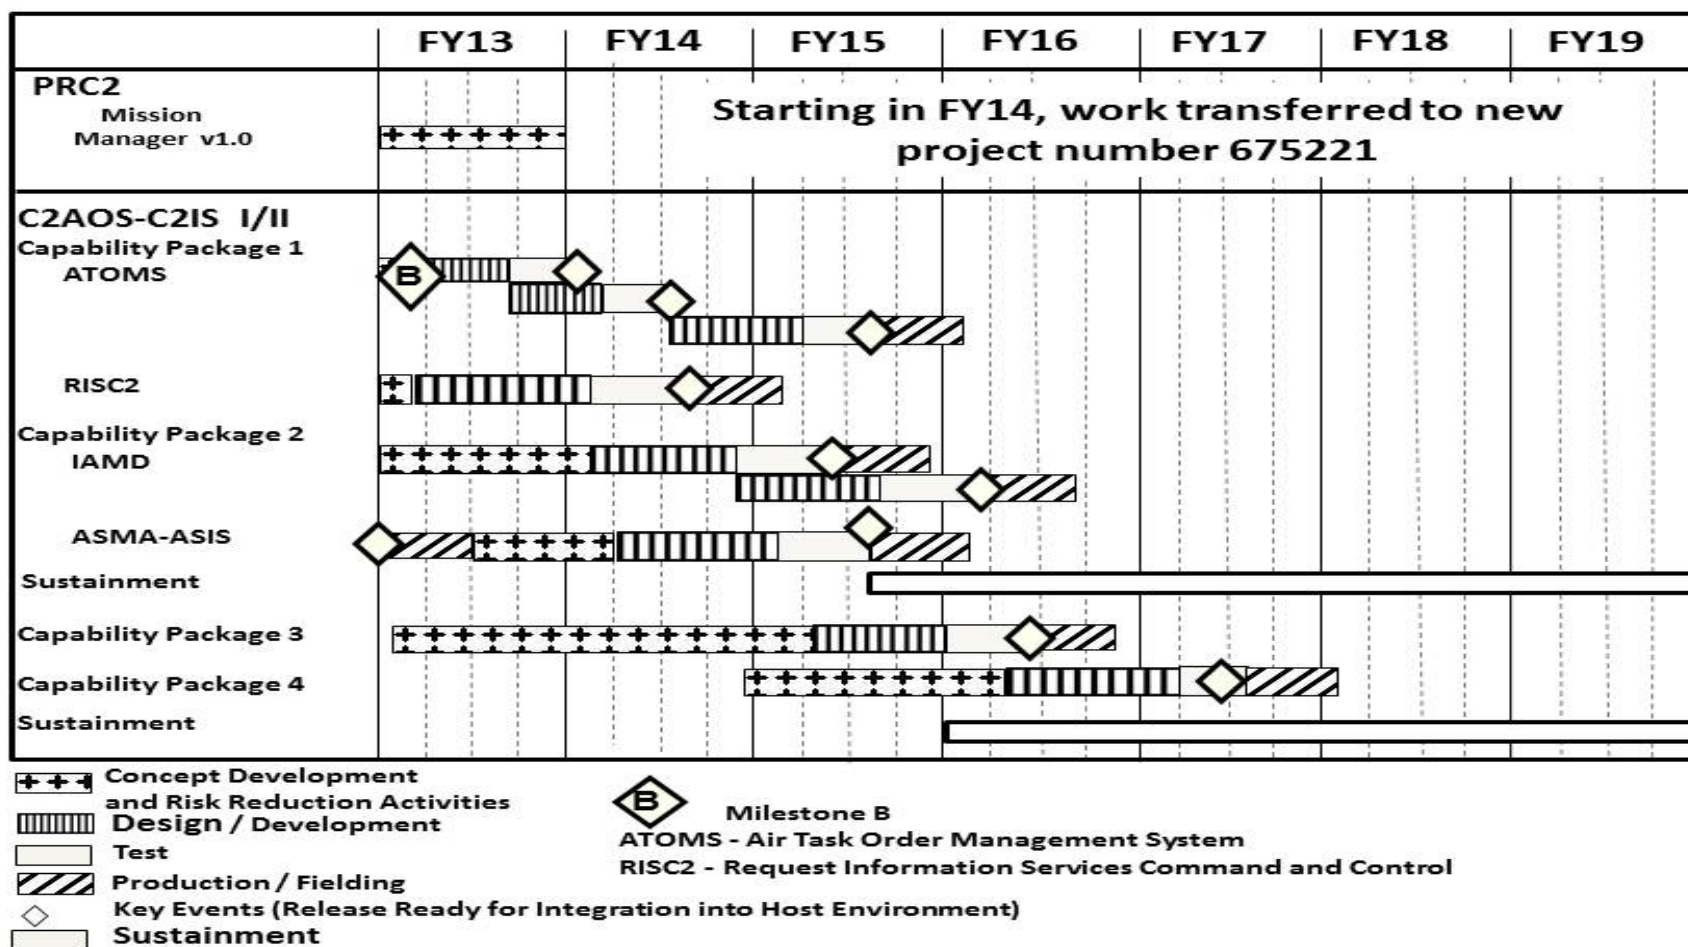 FY13 FY14 FY15 FY16 FY17 FY18 FY19
PRC2
Mission
Manager v1.0
Starting in FY14, work transferred to new
project number 675221
C2AOS-C2IS I/II
Capability Package 1
ATOMS
B
RISC2
Capability Package 2
IAMD
ASMA-ASIS
Sustainment
Capability Package 3
Capability Package 4
Sustainment
Concept Development
and Risk Reduction Activities
Design / Development
Test
Production / Fielding
Key Events (Release Ready for Integration into Host Environment)
Sustainment
B
Milestone B
ATOMS - Air Task Order Management System
RISC2 - Request Information Services Command and Control